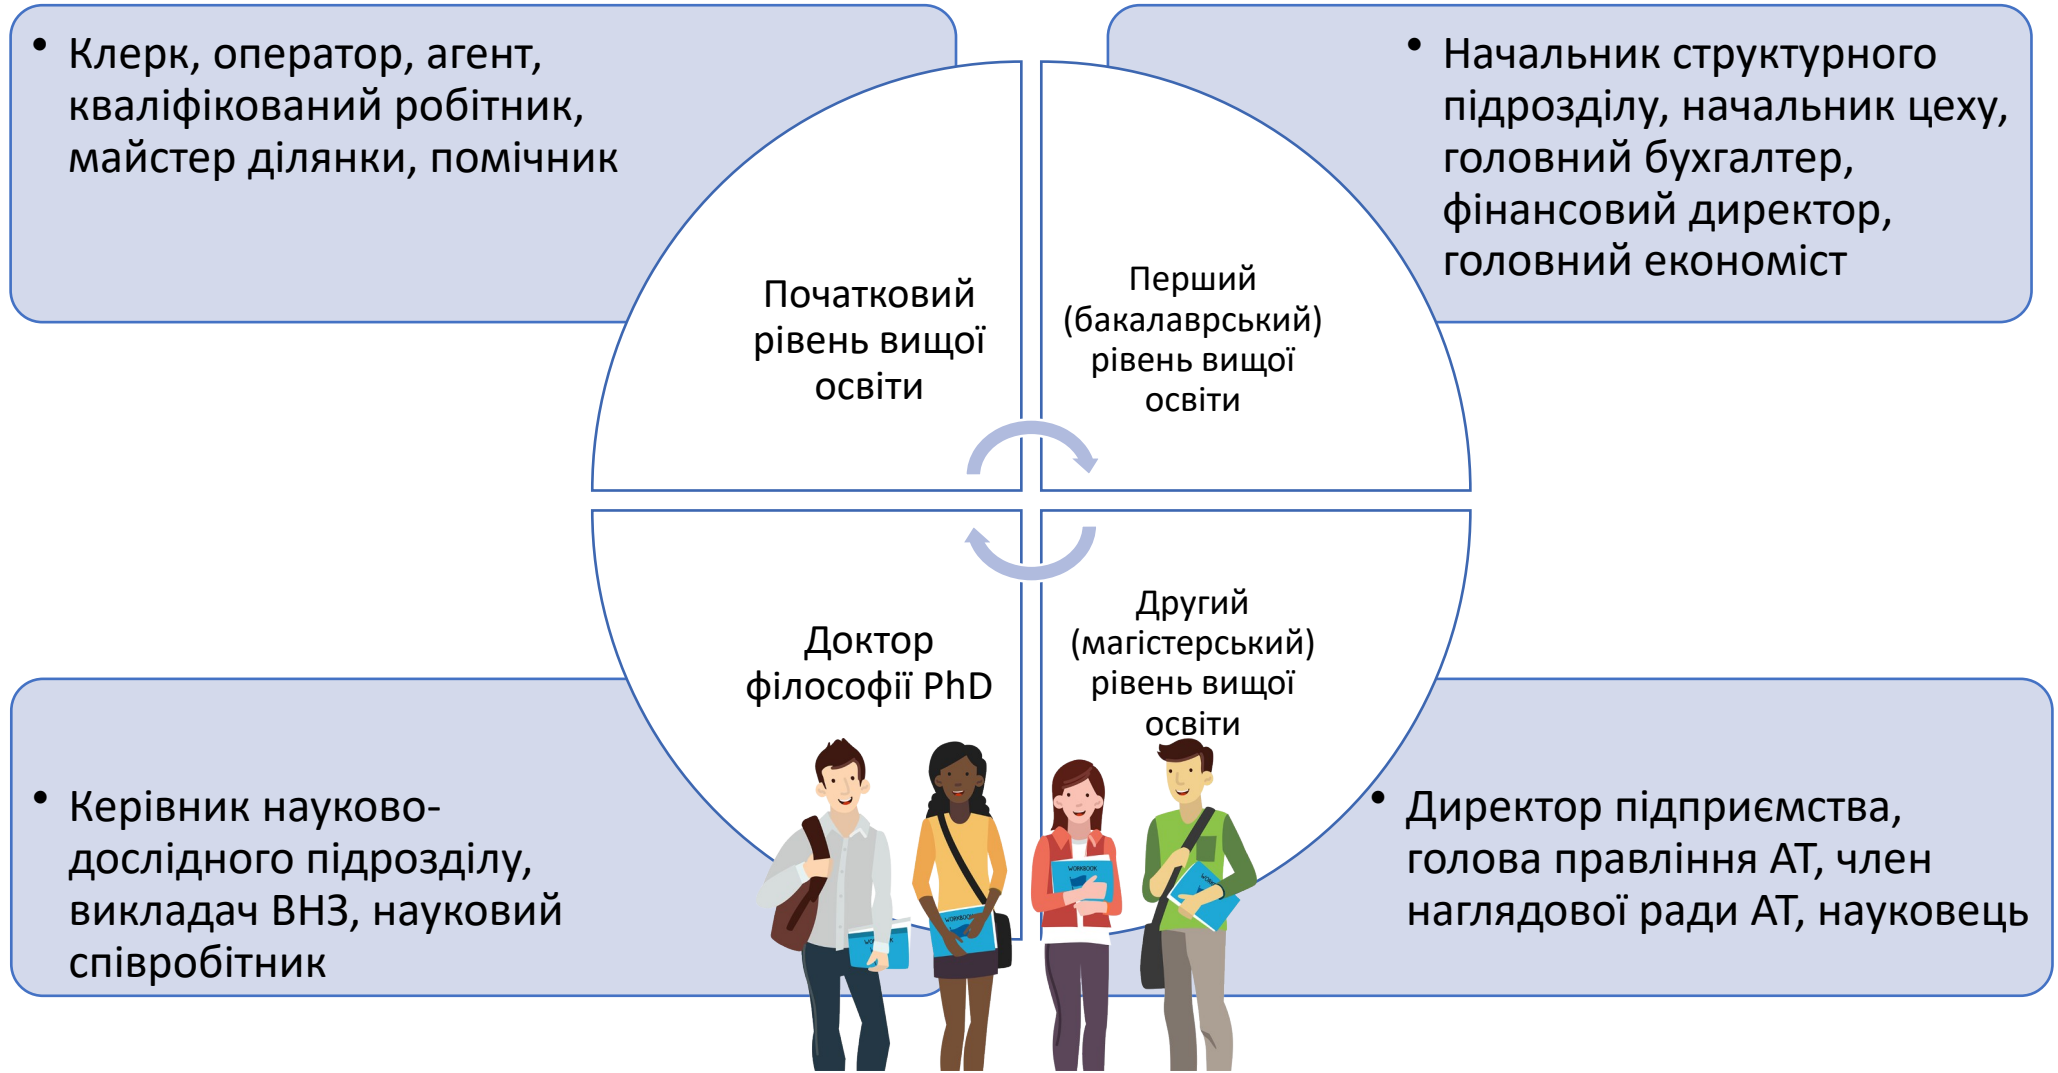 • Клерк, оператор, агент,
кваліфікований робітник,
майстер ділянки, помічник
• Начальник структурного
підрозділу, начальник цеху,
головний бухгалтер,
фінансовий директор,
головний економіст
Початковий
рівень вищої
освіти
Перший
(бакалаврський)
рівень вищої
освіти
Доктор
філософії PhD
Другий
(магістерський)
рівень вищої
освіти
• Керівник науково-
дослідного підрозділу,
викладач ВНЗ, науковий
співробітник
• Директор підприємства,
голова правління АТ, член
наглядової ради АТ, науковець
WORKBOOK